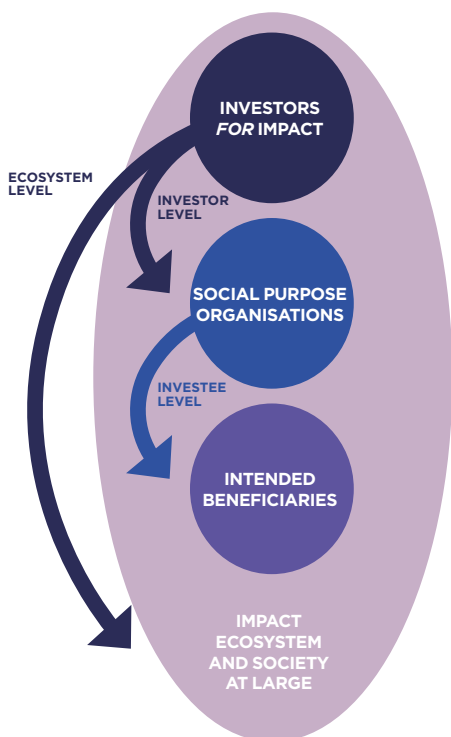 INVESTORS
FOR IMPACT
ECOSYSTEM
LEVEL
INVESTOR
LEVEL
SOCIAL PURPOSE
ORGANISATIONS
INVESTEE
LEVEL
INTENDED
BENEFICIARIES
IMPACT
ECOSYSTEM
AND SOCIETY
AT LARGE